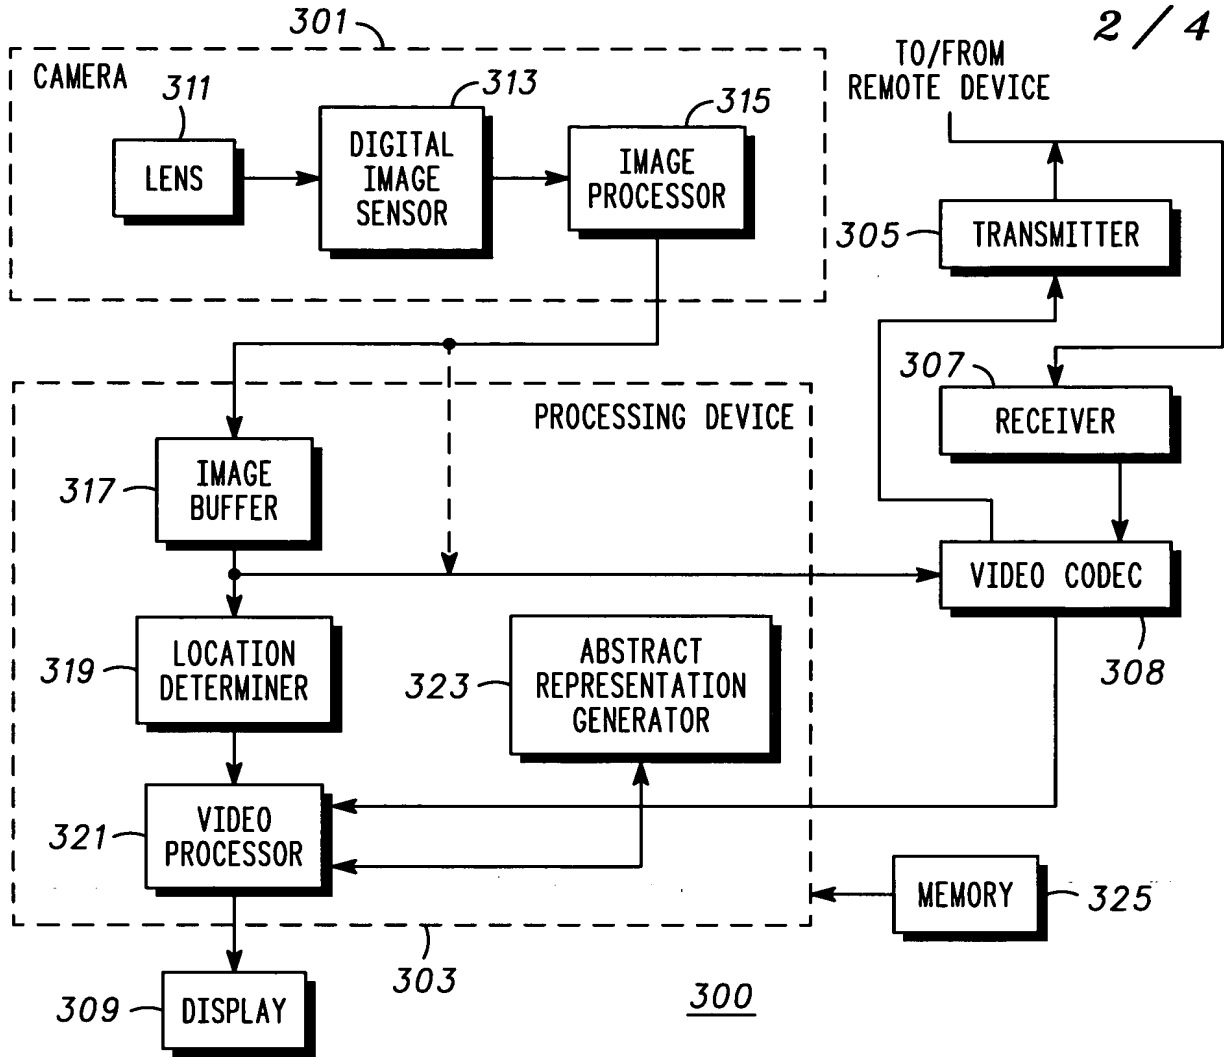 301
2 / 4
CAMERA
TO/FROM
REMOTE DEVICE
311
313
315
LENS
DIGITAL
IMAGE
SENSOR
IMAGE
PROCESSOR
305
TRANSMITTER
307
RECEIVER
PROCESSING DEVICE
317
IMAGE
BUFFER
VIDEO CODEC
308
319
LOCATION
DETERMINER
323
ABSTRACT
REPRESENTATION
GENERATOR
321
VIDEO
PROCESSOR
MEMORY
325
303
309
DISPLAY
300